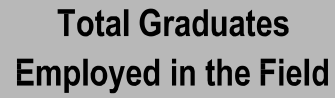 Total Graduates
Employed in the Field